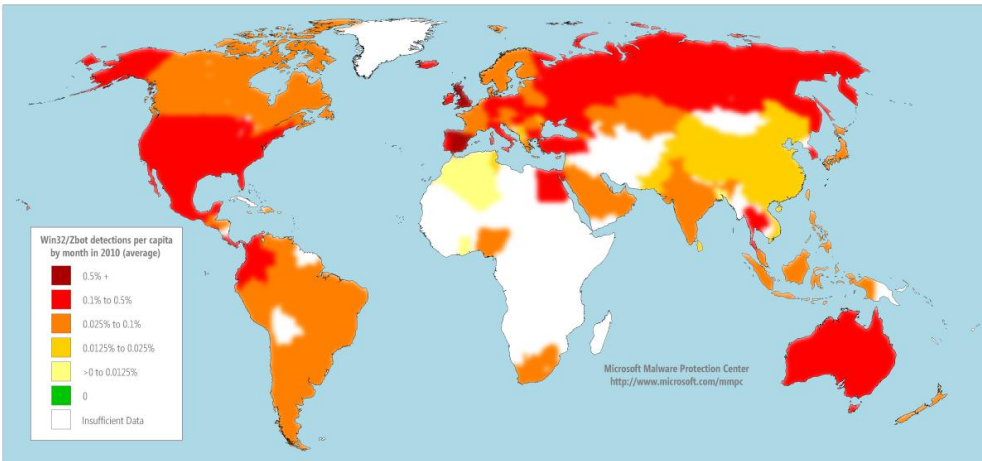 Win32/Zbot detections per capita
by month in 2010 (average)
0.5% +
0.1% to 0.5%
0.025% to 0.1%
0.0125% to 0.025%
>0 to 0.0125%
0
Insufficient Data
Microsoft Malware Protection Center
http://www.microsoft.com/mmpc